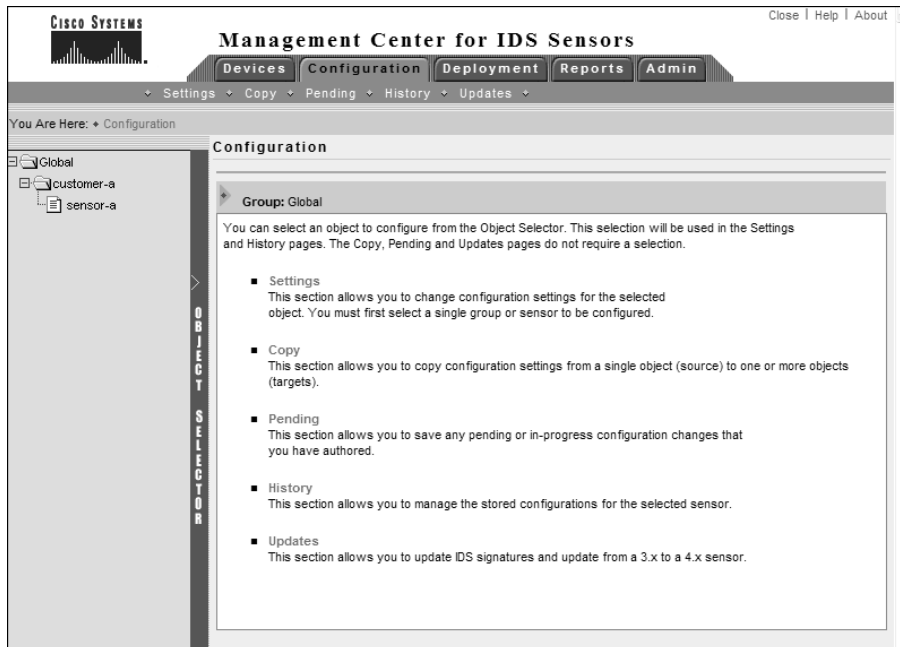 Close | Help | About
CISCO SYSTEMS
Management Center for IDS Sensors
Devices Configuration Deployment Reports Admin
Settings Copy Pending History Updates
You Are Here: Configuration
Configuration
Global
customer-a
sensor-a
OBJECT SELECTOR
Group: Global
You can select an object to configure from the Object Selector. This selection will be used in the Settings
and History pages. The Copy, Pending and Updates pages do not require a selection.
Settings
This section allows you to change configuration settings for the selected
object. You must first select a single group or sensor to be configured.
Copy
This section allows you to copy configuration settings from a single object (source) to one or more objects
(targets).
Pending
This section allows you to save any pending or in-progress configuration changes that
you have authored.
History
This section allows you to manage the stored configurations for the selected sensor.
Updates
This section allows you to update IDS signatures and update from a 3.x to a 4.x sensor.